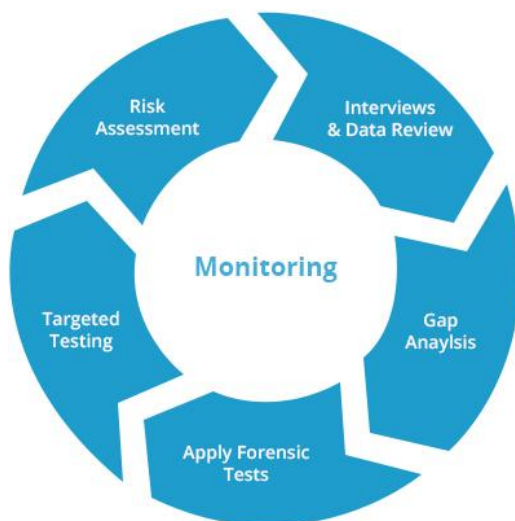 Risk
Assessment
Interviews
& Data Review
Monitoring
Targeted
Testing
Gap
Anaylsis
Apply Forensic
Tests